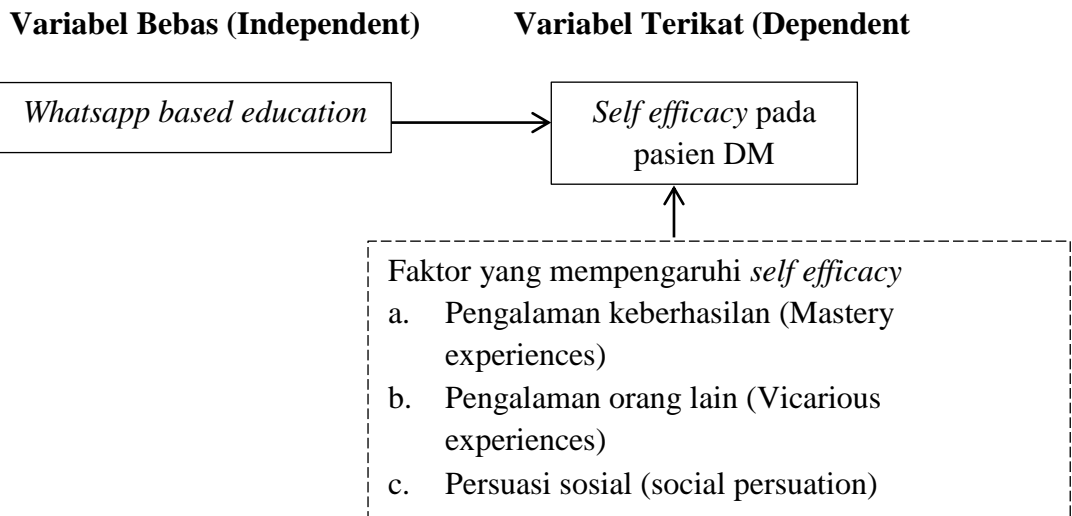 Variabel Bebas (Independent) Variabel Terikat (Dependent
Whatsapp based education
Self efficacy pada
pasien DM
Faktor yang mempengaruhi self efficacy
a. Pengalaman keberhasilan (Mastery
experiences)
b. Pengalaman orang lain (Vicarious
experiences)
c. Persuasi sosial (social persuation)